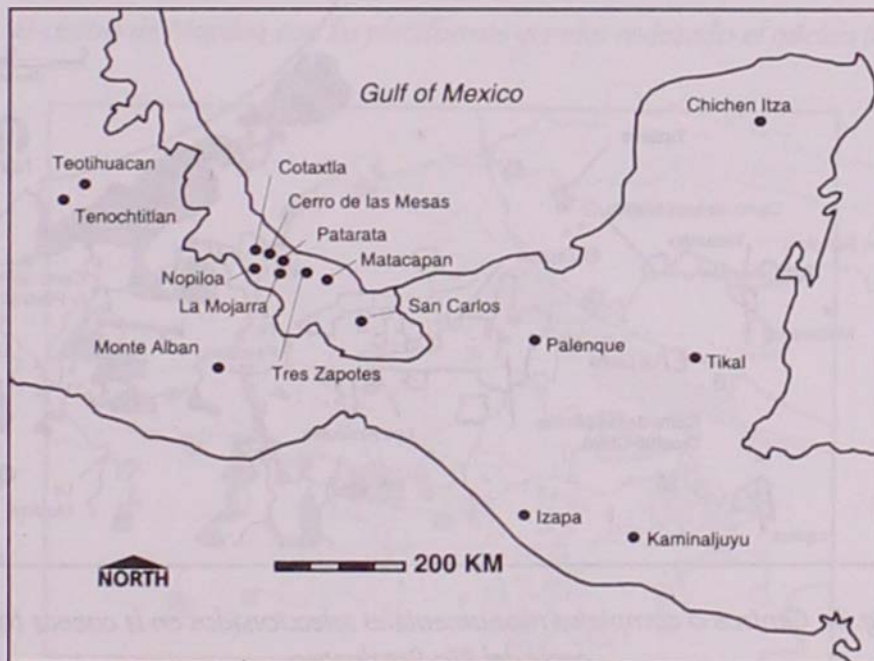 Gulf of Mexico
Chichen Itza
Teotihuacan
Cotaxtla
Cerro de las Mesas
Tenochtitlan
Patarata
Nopiloa
Matacapan
La Mojarra
San Carlos
Monte Alban
Palenque
Tikal
Tres Zapotes
Izapa
Kaminaljuyu
NORTH
200 KM